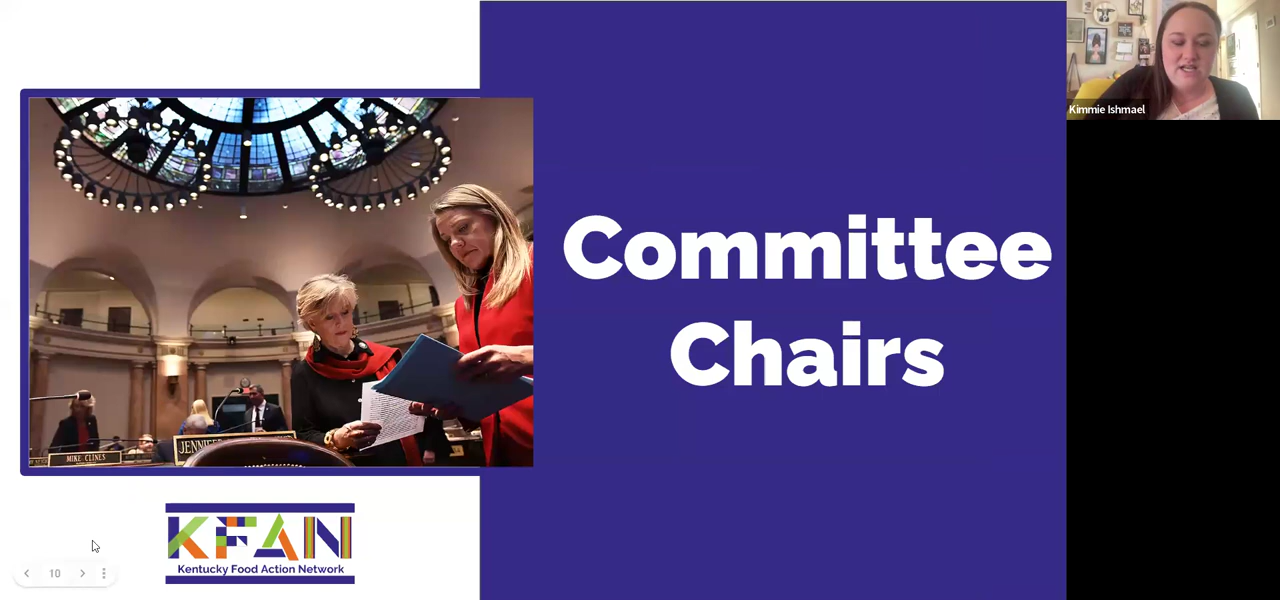 Committee
Chairs
Kimmie Ishmael
JENNIFER
MIKE CLINES
KFAN
Kentucky Food Action Network
10